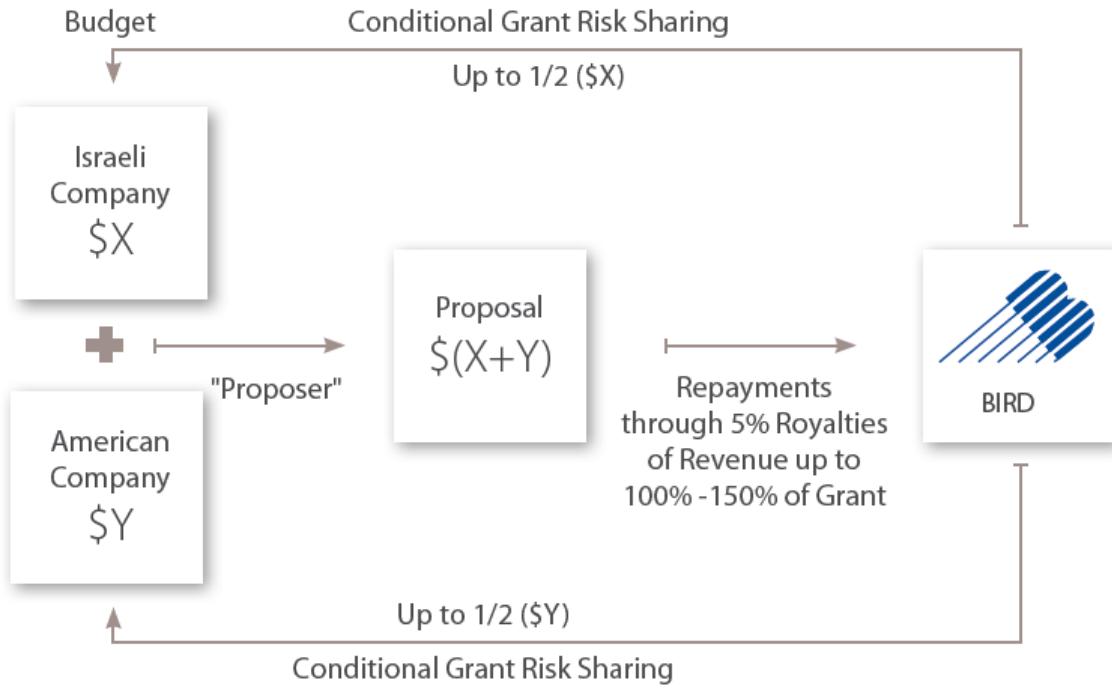 Budget
Conditional Grant Risk Sharing
Up to 1/2 ($X)
Israeli
Company
$X
"Proposer"
Proposal
$(X+Y)
Repayments
through 5% Royalties
of Revenue up to
100% -150% of Grant
BIRD
American
Company
$Y
Up to 1/2 ($Y)
Conditional Grant Risk Sharing